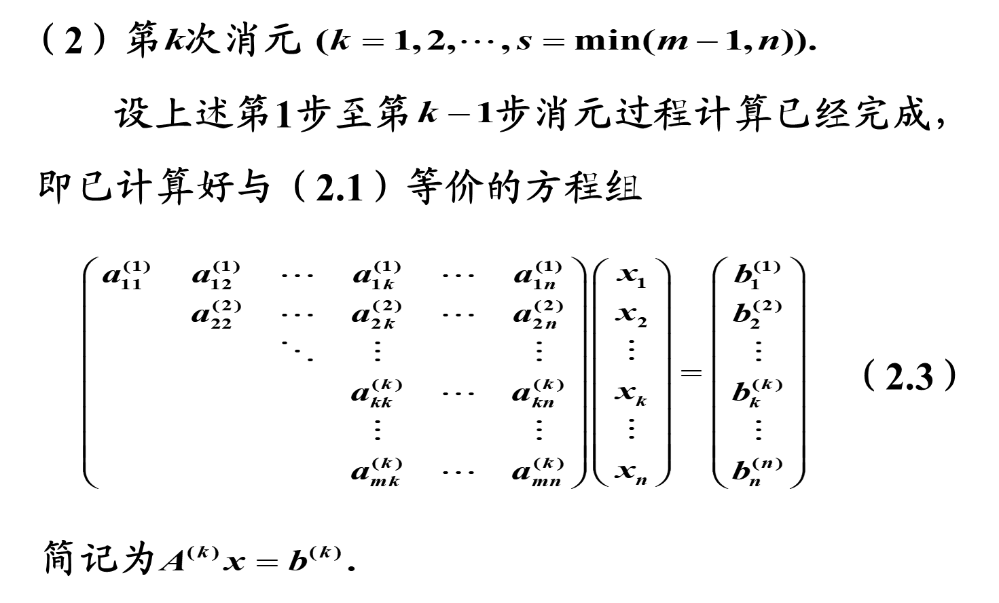 （2）第k次消元 (k = 1,2,⋯,s = min(m − 1,n)).
设上述第1步至第k − 1步消元过程计算已经完成，
即已计算好与（2.1）等价的方程组
\begin{pmatrix} a_{11}^{(1)} & a_{12}^{(1)} & \cdots & a_{1k}^{(1)} & \cdots & a_{1n}^{(1)} \\ & a_{22}^{(2)} & \cdots & a_{2k}^{(2)} & \cdots & a_{2n}^{(2)} \\ & & \ddots & \vdots & & \vdots \\ & & & a_{kk}^{(k)} & \cdots & a_{kn}^{(k)} \\ & & & \vdots & & \vdots \\ & & & a_{mk}^{(k)} & \cdots & a_{mn}^{(k)} \end{pmatrix} \begin{pmatrix} x_1 \\ x_2 \\ \vdots \\ x_k \\ \vdots \\ x_n \end{pmatrix} = \begin{pmatrix} b_1^{(1)} \\ b_2^{(2)} \\ \vdots \\ b_k^{(k)} \\ \vdots \\ b_n^{(n)} \end{pmatrix} （2.3）
简记为A^{(k)}x = b^{(k)}.